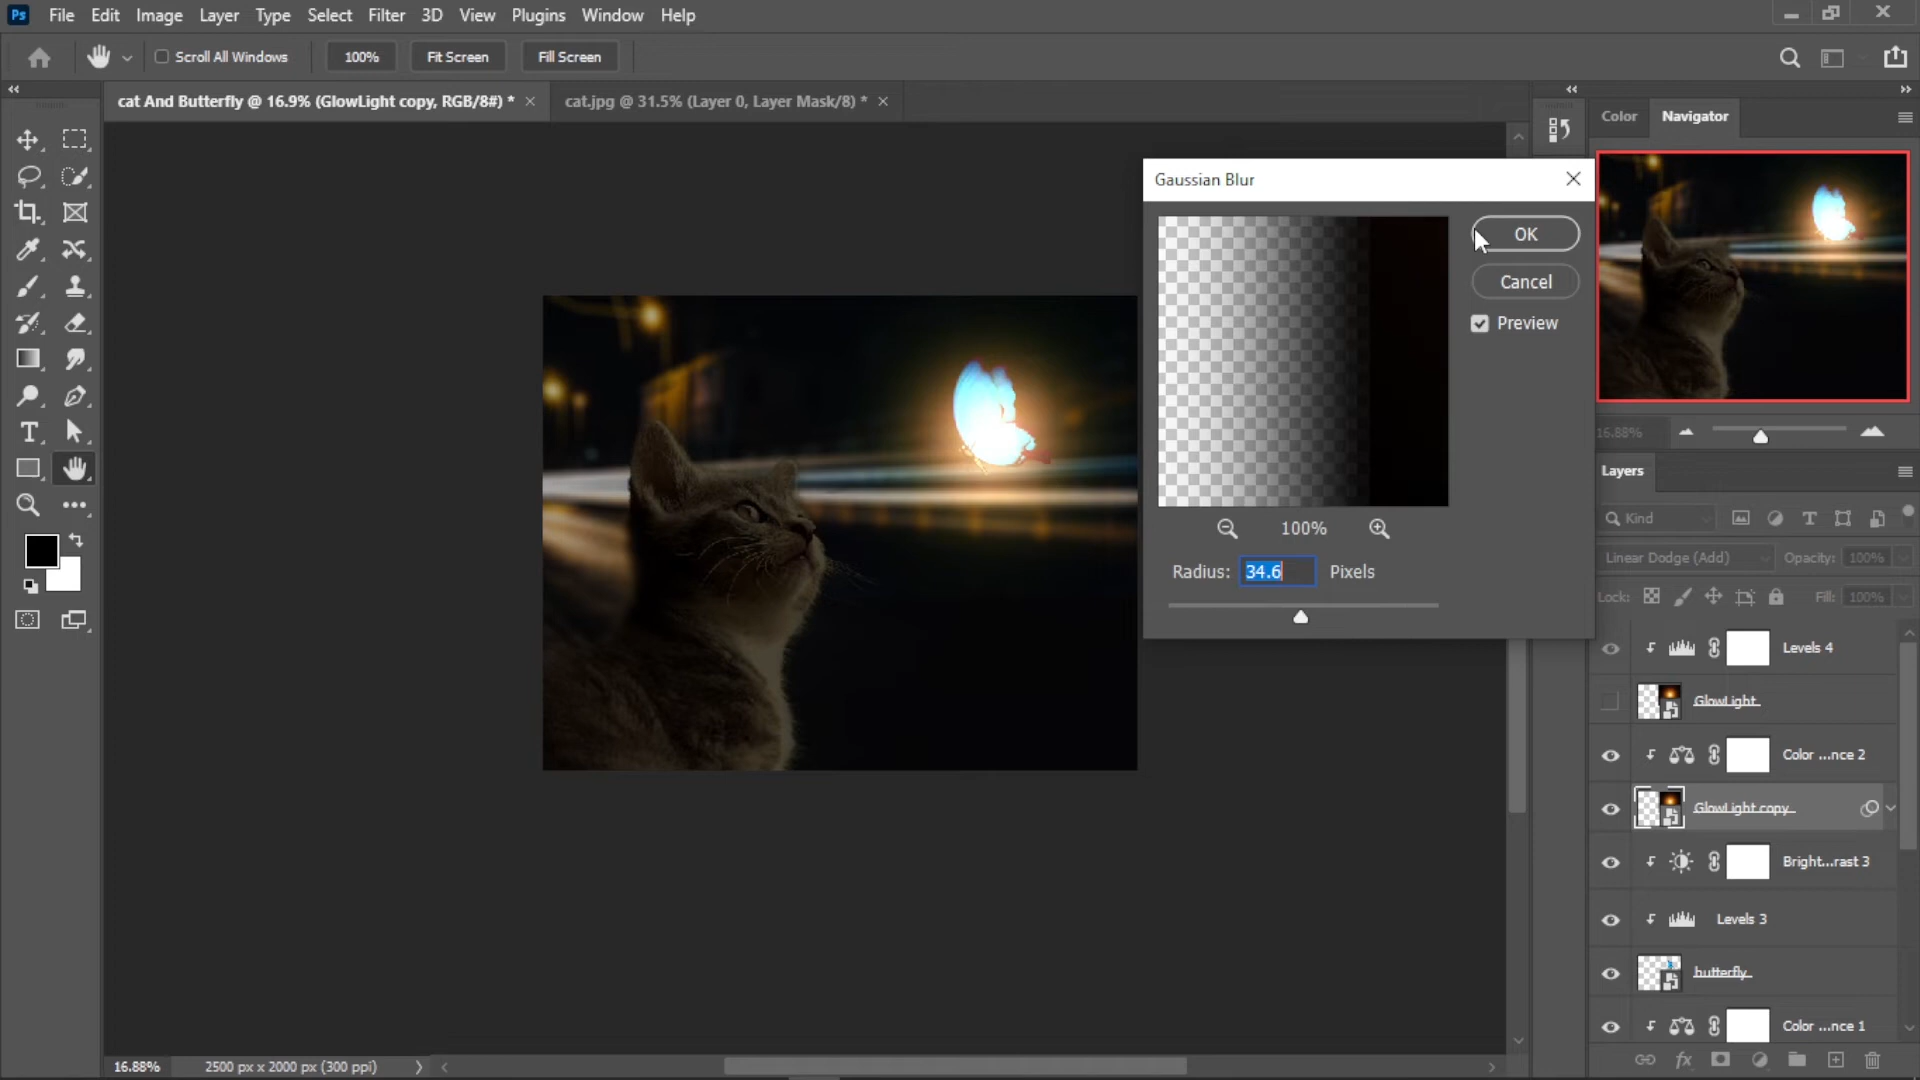 Ps File Edit Image Layer Type Select Filter 3D View Plugins Window Help
Scroll All Windows 100% Fit Screen Fill Screen
cat And Butterfly @ 16.9% (GlowLight copy, RGB/8#) * ×
cat.jpg @ 31.5% (Layer 0, Layer Mask/8) * ×
Gaussian Blur
OK
Cancel
Preview
100%
Radius: 34.6 Pixels
Color Navigator
16.88%
Layers
Kind
Linear Dodge (Add) Opacity: 100%
Lock: Fill: 100%
Levels 4
GlowLight
Color ...nce 2
GlowLight copy
Bright...rast 3
Levels 3
butterfly
Color ...nce 1
16.88% 2500 px x 2000 px (300 ppi)